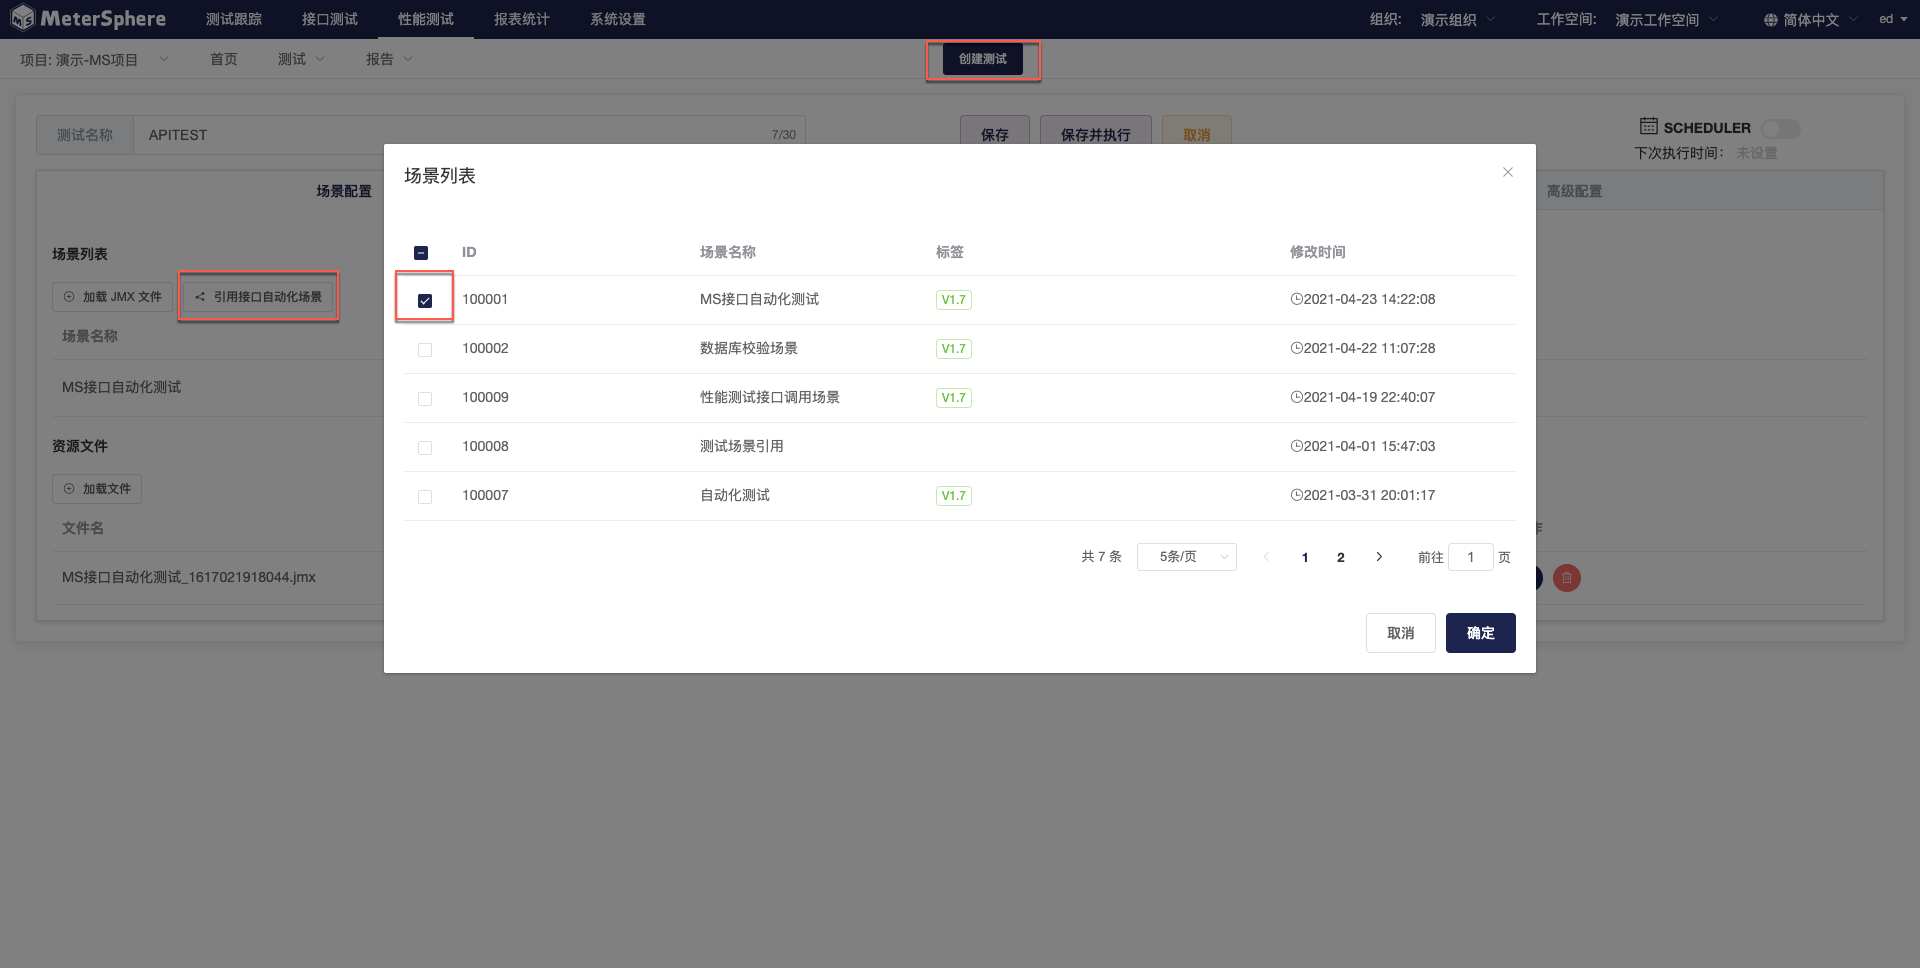 MeterSphere 测试跟踪 接口测试 性能测试 报表统计 系统设置 组织: 演示组织 工作空间: 演示工作空间 简体中文 ed
项目: 演示-MS项目 首页 测试 报告 创建测试
测试名称 APITEST 7/30 保存 保存并执行 取消 SCHEDULER
下次执行时间: 未设置
场景配置 高级配置
场景列表
加载 JMX 文件 引用接口自动化场景
场景名称
MS接口自动化测试
资源文件
加载文件
文件名
MS接口自动化测试_1617021918044.jmx
场景列表
ID 场景名称 标签 修改时间
100001 MS接口自动化测试 V1.7 2021-04-23 14:22:08
100002 数据库校验场景 V1.7 2021-04-22 11:07:28
100009 性能测试接口调用场景 V1.7 2021-04-19 22:40:07
100008 测试场景引用 2021-04-01 15:47:03
100007 自动化测试 V1.7 2021-03-31 20:01:17
共 7 条 5条/页 1 2 前往 1 页
取消 确定